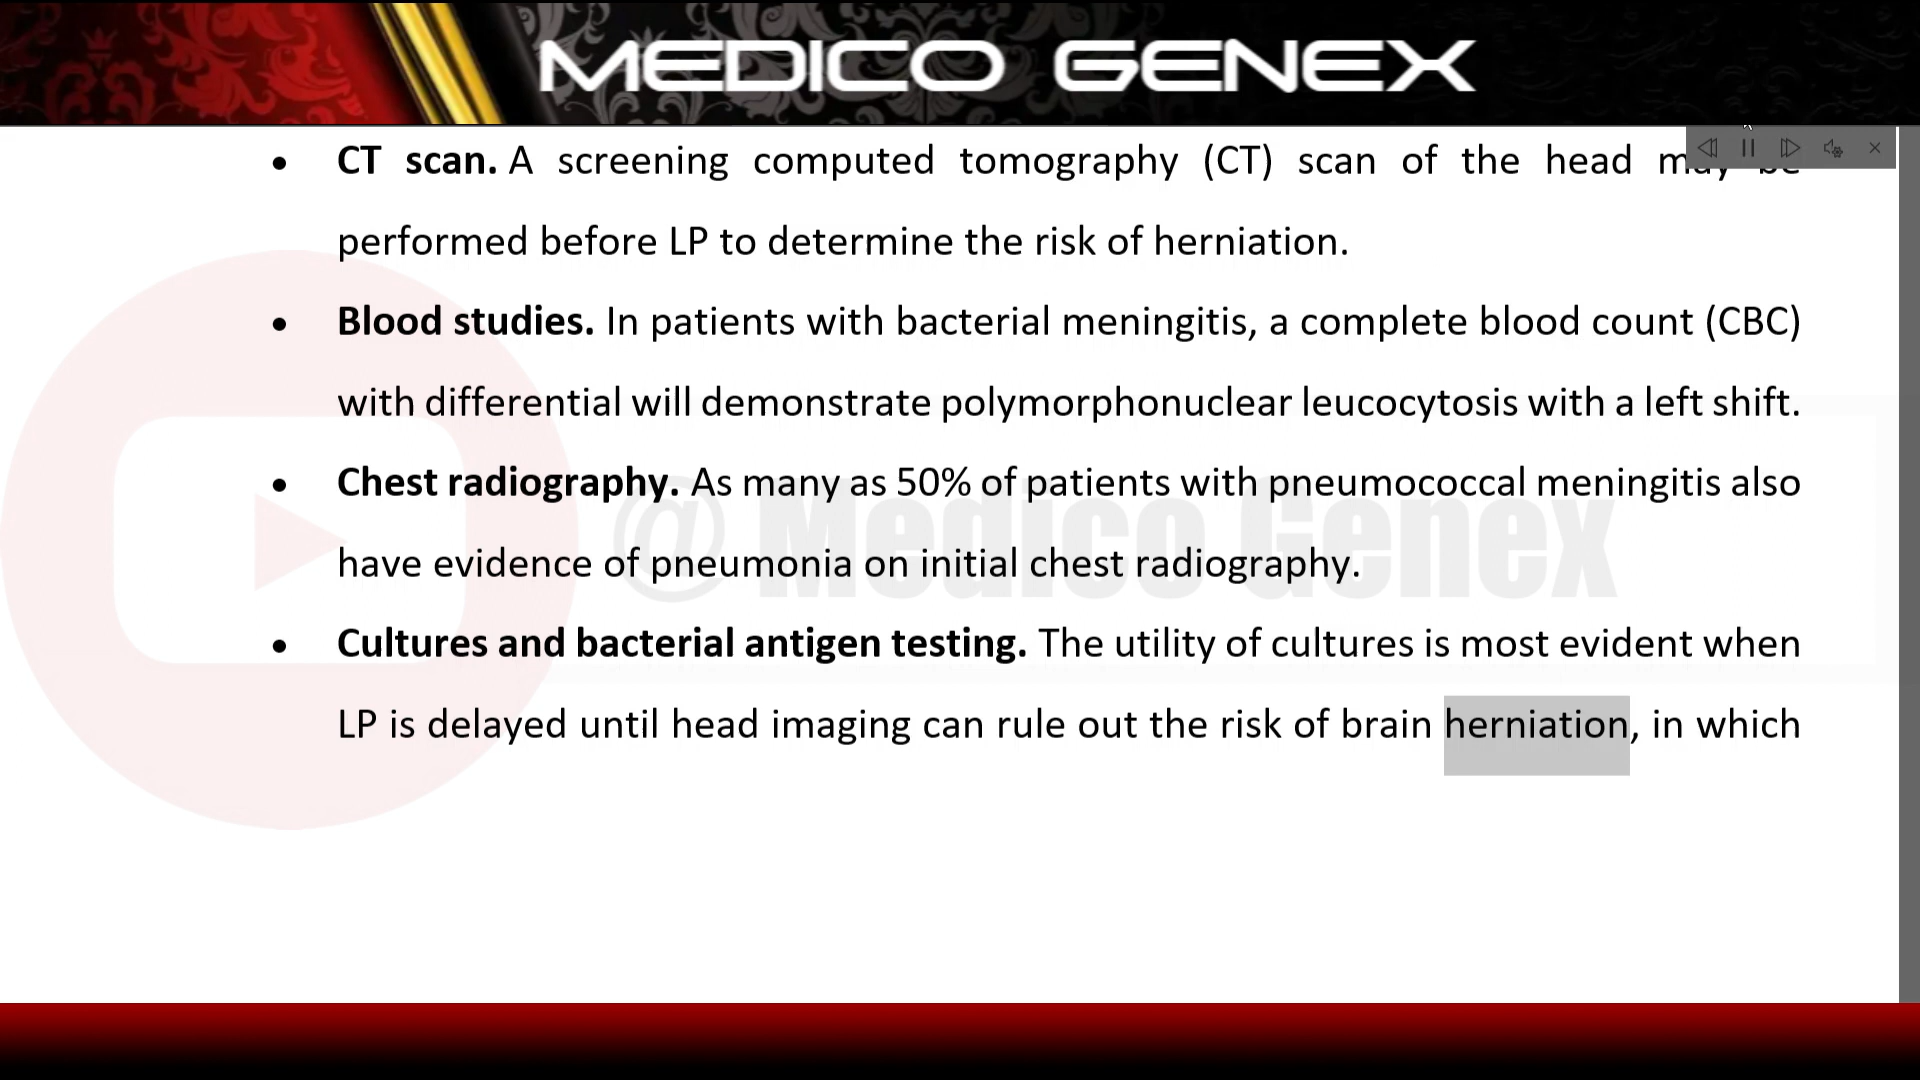 MEDICO GENEX
• CT scan. A screening computed tomography (CT) scan of the head may be
performed before LP to determine the risk of herniation.
• Blood studies. In patients with bacterial meningitis, a complete blood count (CBC)
with differential will demonstrate polymorphonuclear leucocytosis with a left shift.
• Chest radiography. As many as 50% of patients with pneumococcal meningitis also
have evidence of pneumonia on initial chest radiography.
@ Medico Genex
• Cultures and bacterial antigen testing. The utility of cultures is most evident when
LP is delayed until head imaging can rule out the risk of brain herniation, in which